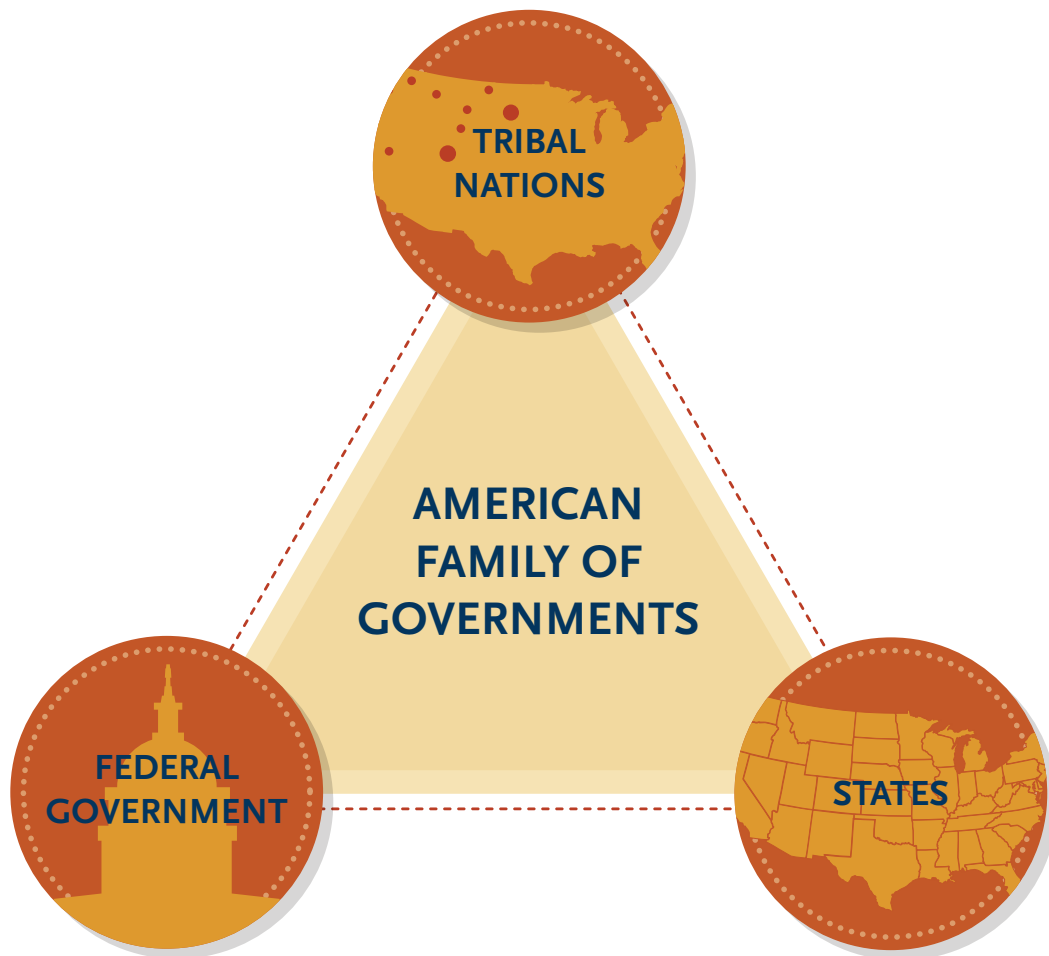 TRIBAL
NATIONS
AMERICAN
FAMILY OF
GOVERNMENTS
FEDERAL
GOVERNMENT
STATES